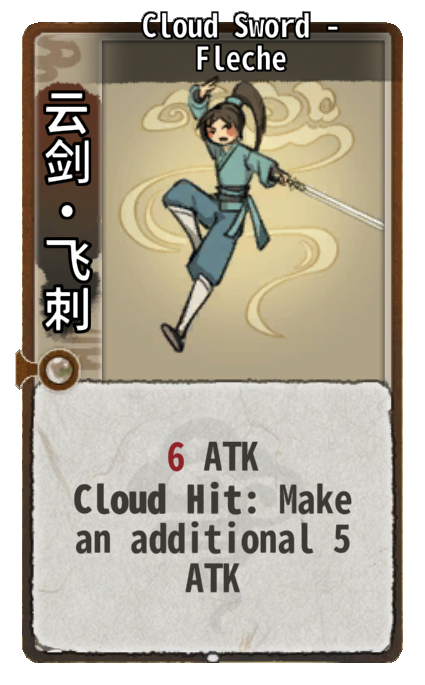 Cloud Sword -
Fleche
云剑·飞刺
6 ATK
Cloud Hit: Make
an additional 5
ATK